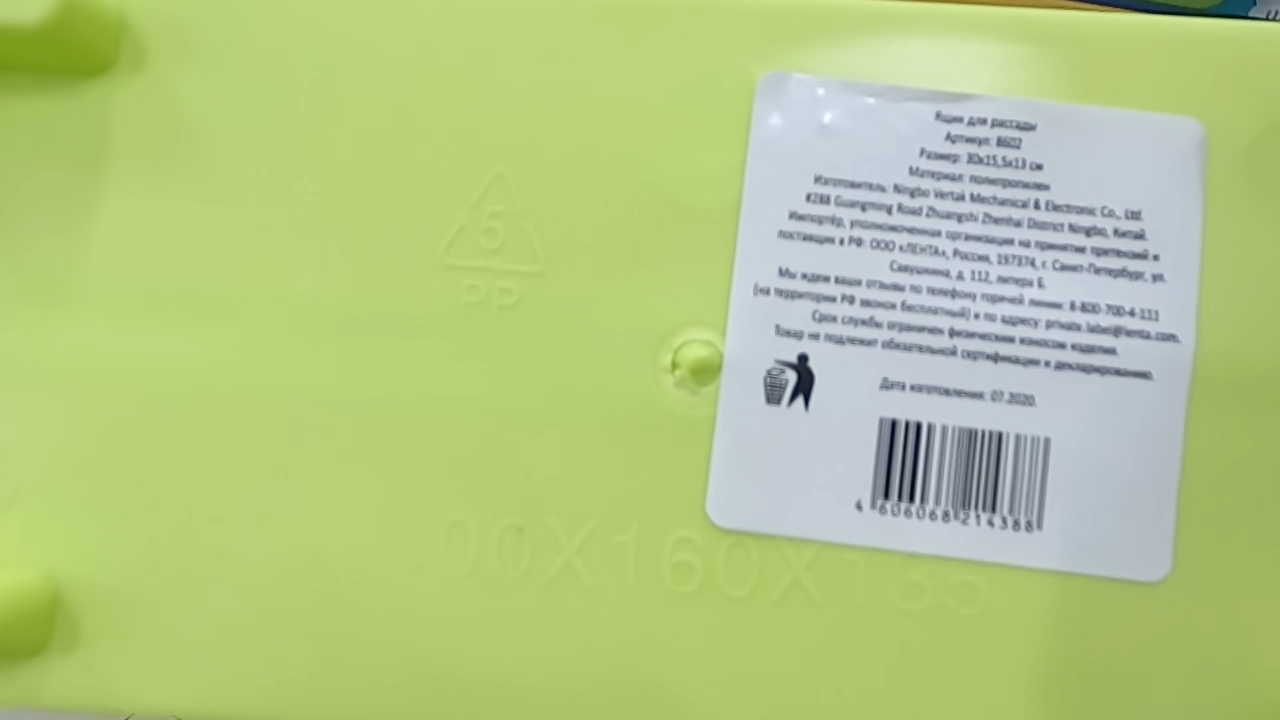 Ящик для рассады
Артикул: 8602
Размер: 30х15,5х13 см
Материал: полипропилен
Изготовитель: Ningbo Vertak Mechanical & Electronic Co., Ltd.
#288 Guangming Road Zhuangshi Zhenhai District Ningbo, Китай.
Импортёр, уполномоченная организация на принятие претензий и
поставщик в РФ: ООО «ЛЕНТА», Россия, 197374, г. Санкт-Петербург, ул.
Савушкина, д. 112, литера Б.
Мы ждем ваши отзывы по телефону горячей линии: 8-800-700-4-111
(на территории РФ звонок бесплатный) и по адресу: private.label@lenta.com.
Срок службы ограничен физическим износом изделия.
Товар не подлежит обязательной сертификации и декларированию.
Дата изготовления: 07.2020.
4 606068 214388
5
PP
300X160X135